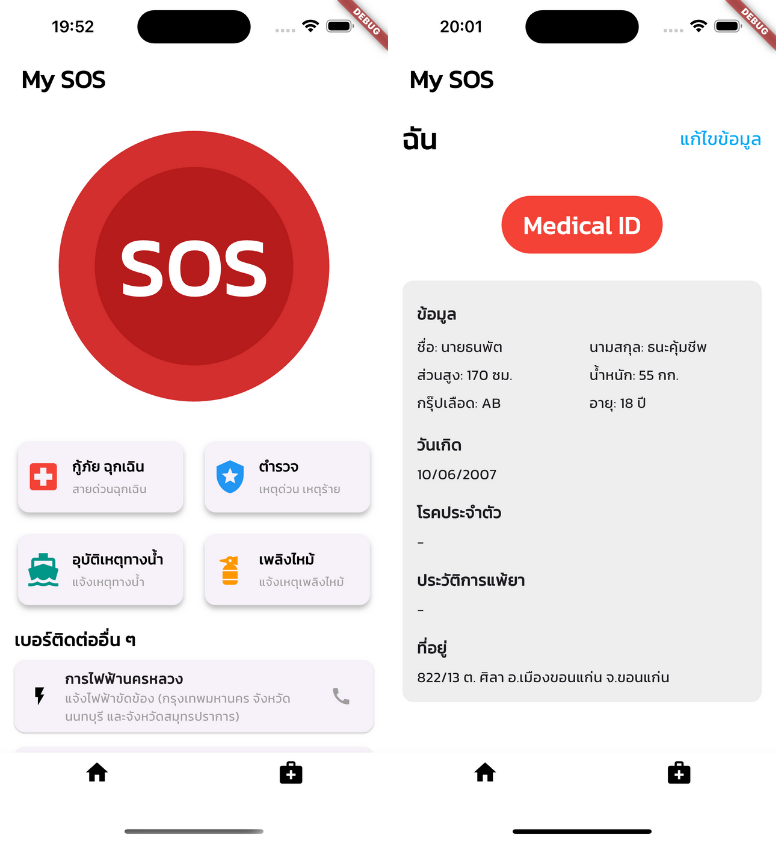 19:52
DEBUG
My SOS
SOS
กู้ภัย ฉุกเฉิน
สายด่วนฉุกเฉิน
ตำรวจ
เหตุด่วน เหตุร้าย
อุบัติเหตุทางน้ำ
แจ้งเหตุทางน้ำ
เพลิงไหม้
แจ้งเหตุเพลิงไหม้
เบอร์ติดต่ออื่น ๆ
การไฟฟ้านครหลวง
แจ้งไฟฟ้าขัดข้อง (กรุงเทพมหานคร จังหวัด
นนทบุรี และจังหวัดสมุทรปราการ)
20:01
DEBUG
My SOS
ฉัน
แก้ไขข้อมูล
Medical ID
ข้อมูล
ชื่อ: นายธนพัต
นามสกุล: ธนะคุ้มชีพ
ส่วนสูง: 170 ซม.
น้ำหนัก: 55 กก.
กรุ๊ปเลือด: AB
อายุ: 18 ปี
วันเกิด
10/06/2007
โรคประจำตัว
-
ประวัติการแพ้ยา
-
ที่อยู่
822/13 ต. ศิลา อ.เมืองขอนแก่น จ.ขอนแก่น